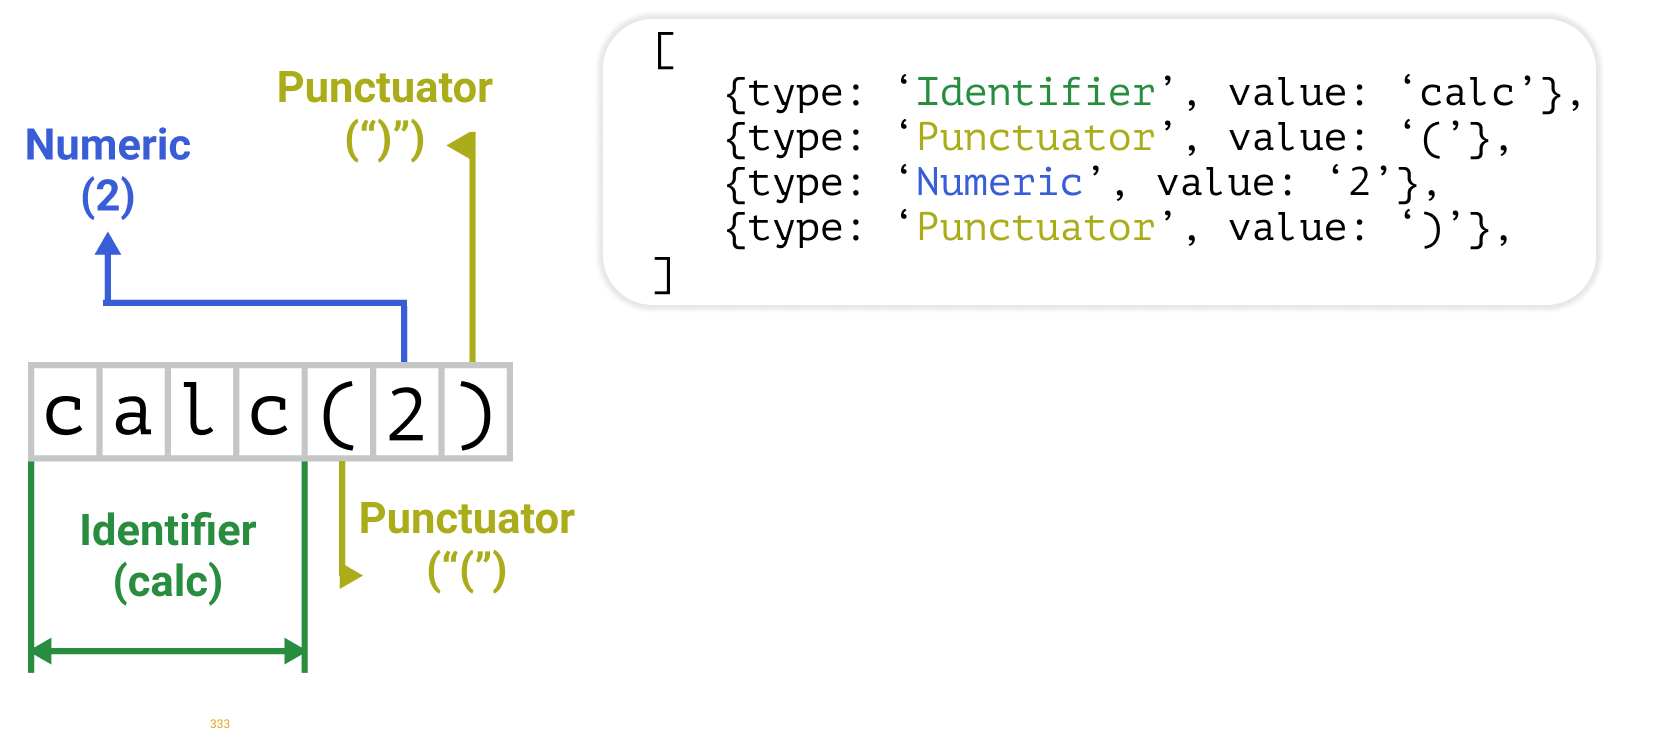 Punctuator
(“)”)
Numeric
(2)
calc(2)
Identifier
(calc)
Punctuator
(“(”)
[
{type: ‘Identifier’, value: ‘calc’},
{type: ‘Punctuator’, value: ‘(’},
{type: ‘Numeric’, value: ‘2’},
{type: ‘Punctuator’, value: ‘)’},
]
333